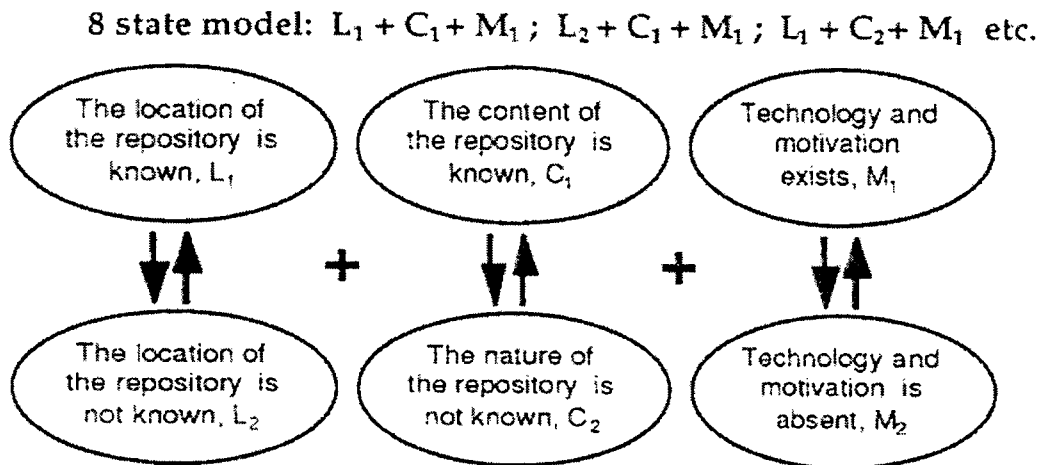 8 state model: L₁ + C₁ + M₁ ; L₂ + C₁ + M₁ ; L₁ + C₂ + M₁ etc.
The location of
the repository is
known, L₁
The content of
the repository is
known, C₁
Technology and
motivation
exists, M₁
+
+
The location of
the repository is
not known, L₂
The nature of
the repository is
not known, C₂
Technology and
motivation is
absent, M₂